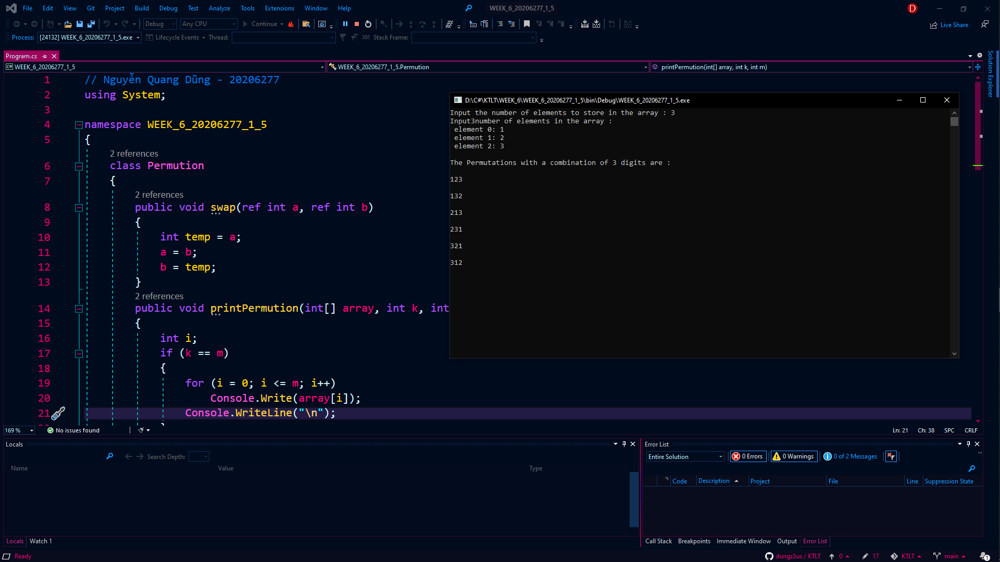 File Edit View Git Project Build Debug Test Analyze Tools Extensions Window Help WEEK_6_20206277_1_5 D
Debug Any CPU Continue Live Share
Process: [24132] WEEK_6_20206277_1_5.exe Lifecycle Events Thread: Stack Frame:
Program.cs
C# WEEK_6_20206277_1_5 WEEK_6_20206277_1_5.Permution printPermution(int[] array, int k, int m)
Solution Explorer
1 // Nguyễn Quang Dũng - 20206277
2 using System;
3
4 namespace WEEK_6_20206277_1_5
5 {
2 references
6 class Permution
7 {
2 references
8 public void swap(ref int a, ref int b)
9 {
10 int temp = a;
11 a = b;
12 b = temp;
13 }
2 references
14 public void printPermution(int[] array, int k, int
15 {
16 int i;
17 if (k == m)
18 {
19 for (i = 0; i <= m; i++)
20 Console.Write(array[i]);
21 Console.WriteLine("\n");
D:\C#\KTLT\WEEK_6\WEEK_6_20206277_1_5\bin\Debug\WEEK_6_20206277_1_5.exe
Input the number of elements to store in the array : 3
Input3number of elements in the array :
element 0: 1
element 1: 2
element 2: 3
The Permutations with a combination of 3 digits are :
123
132
213
231
321
312
169 % No issues found Ln: 21 Ch: 38 SPC CRLF
Locals
Search Depth:
Name Value Type
Locals Watch 1
Error List
Entire Solution 0 Errors 0 Warnings 0 of 2 Messages
Code Description Project File Line Suppression State
Call Stack Breakpoints Immediate Window Output Error List
Ready dungz3us / KTLT 0 17 KTLT main 1